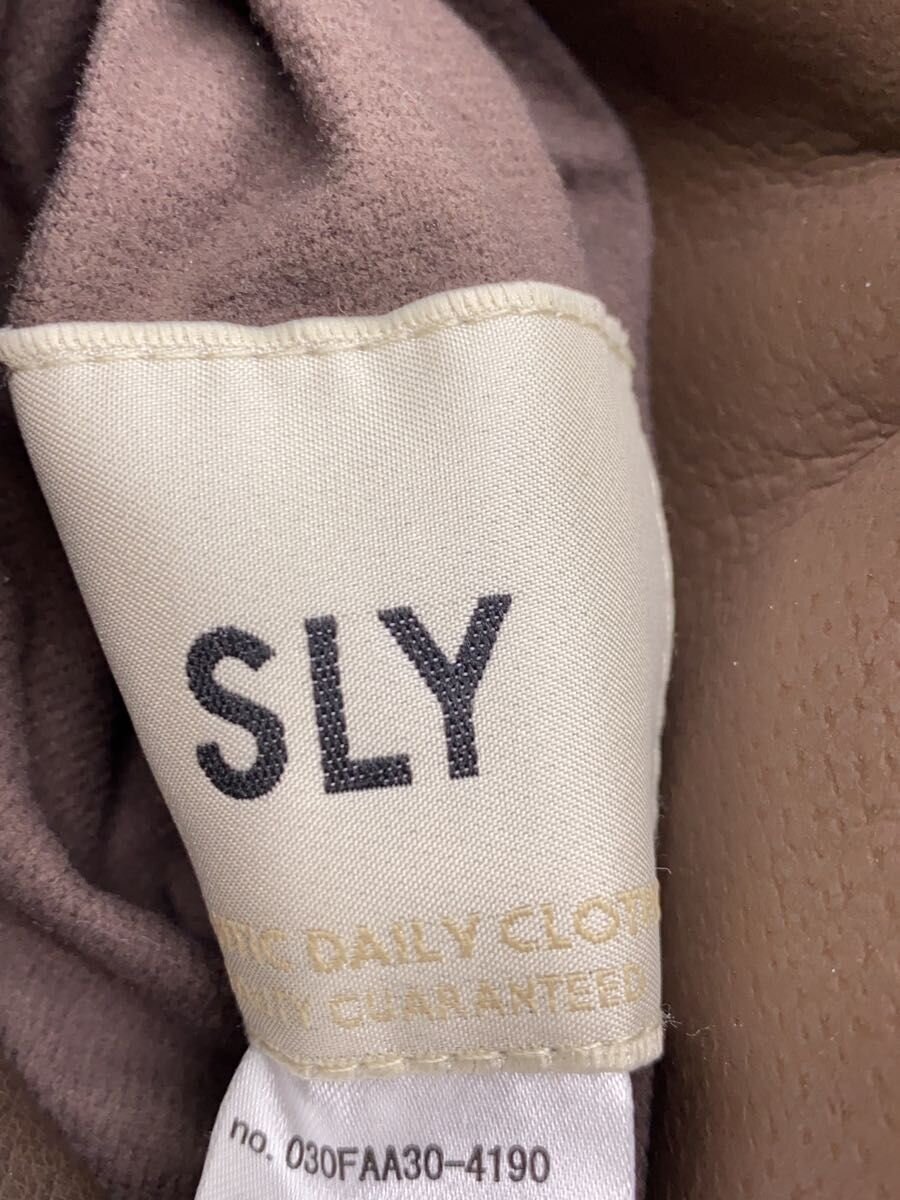 SLY
DAILY
GUARANTEED
no. 030FAA30-4190